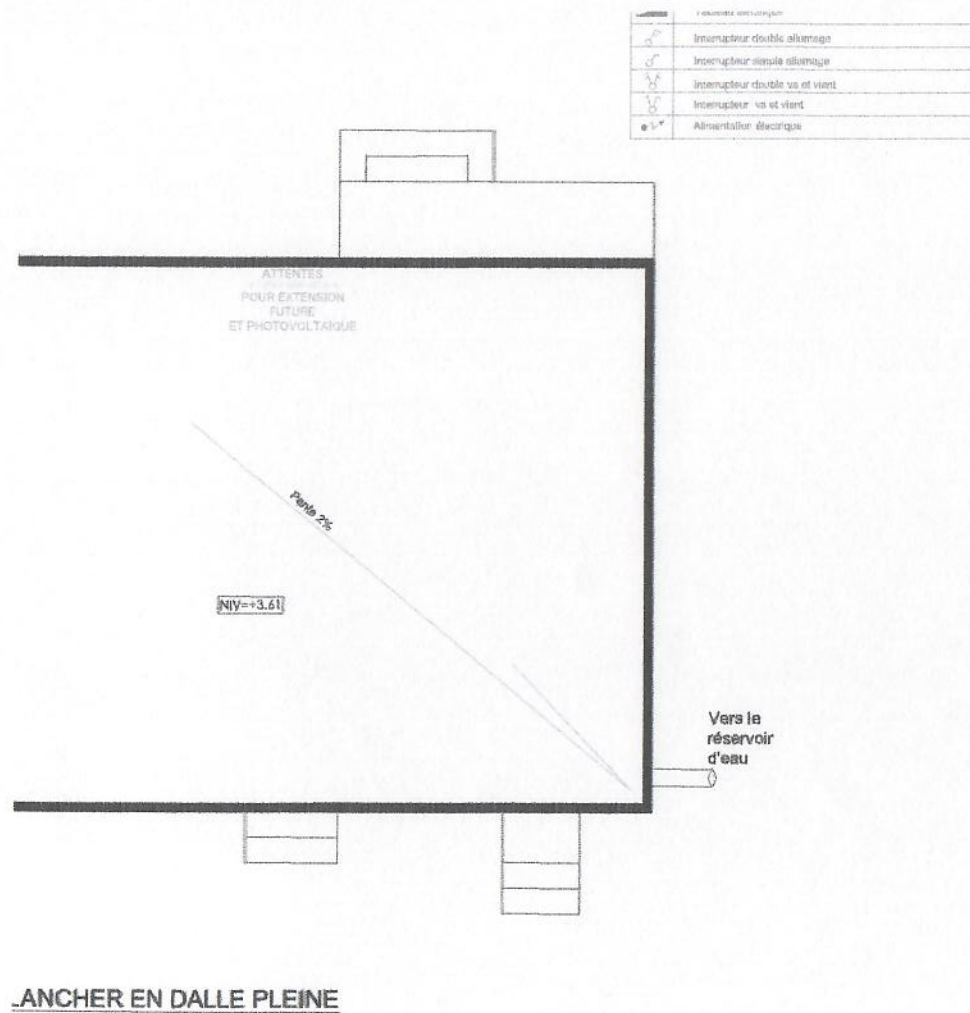 Interrupteur double allumage
Interrupteur simple allumage
Interrupteur double va et vient
Interrupteur va et vient
Alimentation électrique
ATTENTES
POUR EXTENSION
FUTURE
ET PHOTOVOLTAIQUE
Pente 2%
NIV=+3.61
Vers le
réservoir
d'eau
ANCHER EN DALLE PLEINE